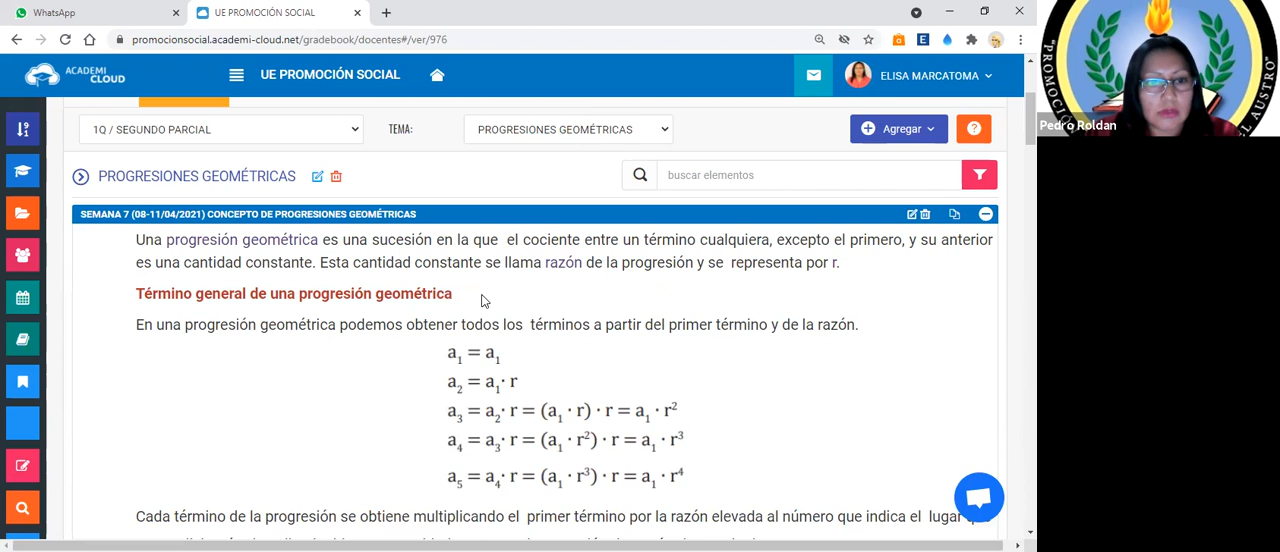 WhatsApp
UE PROMOCIÓN SOCIAL
promocionsocial.academi-cloud.net/gradebook/docentes#/ver/976
ACADEMI
CLOUD
UE PROMOCIÓN SOCIAL
ELISA MARCATOMA
1Q / SEGUNDO PARCIAL
TEMA:
PROGRESIONES GEOMÉTRICAS
Agregar
PROGRESIONES GEOMÉTRICAS
buscar elementos
SEMANA 7 (08-11/04/2021) CONCEPTO DE PROGRESIONES GEOMÉTRICAS
Una progresión geométrica es una sucesión en la que el cociente entre un término cualquiera, excepto el primero, y su anterior
es una cantidad constante. Esta cantidad constante se llama razón de la progresión y se representa por r.
Término general de una progresión geométrica
En una progresión geométrica podemos obtener todos los términos a partir del primer término y de la razón.
a₁ = a₁
a₂ = a₁· r
a₃ = a₂· r = (a₁ · r) · r = a₁ · r²
a₄ = a₃· r = (a₁ · r²) · r = a₁ · r³
a₅ = a₄· r = (a₁ · r³) · r = a₁ · r⁴
Cada término de la progresión se obtiene multiplicando el primer término por la razón elevada al número que indica el lugar
Pedro Roldan